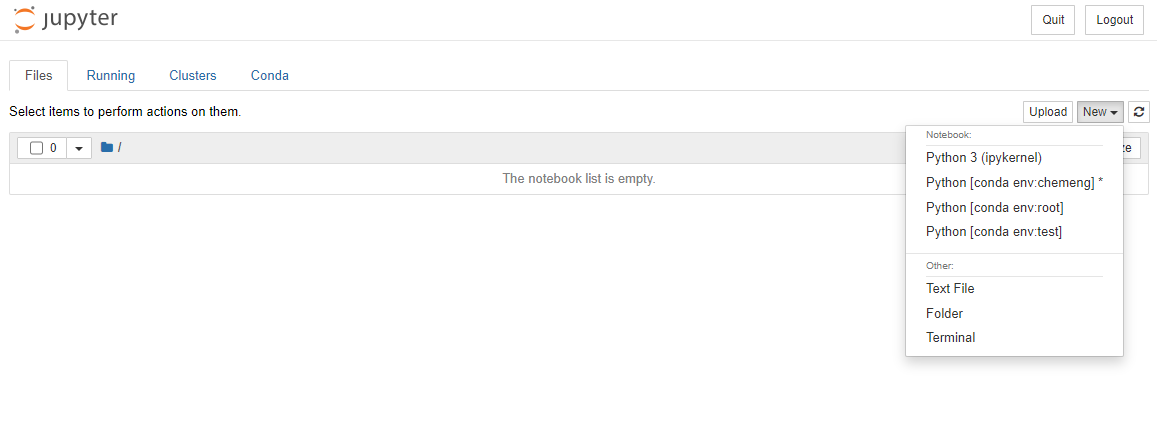 jupyter
Quit
Logout
Files
Running
Clusters
Conda
Select items to perform actions on them.
Upload
New
0
/
The notebook list is empty.
Notebook:
Python 3 (ipykernel)
Python [conda env:chemeng] *
Python [conda env:root]
Python [conda env:test]
Other:
Text File
Folder
Terminal